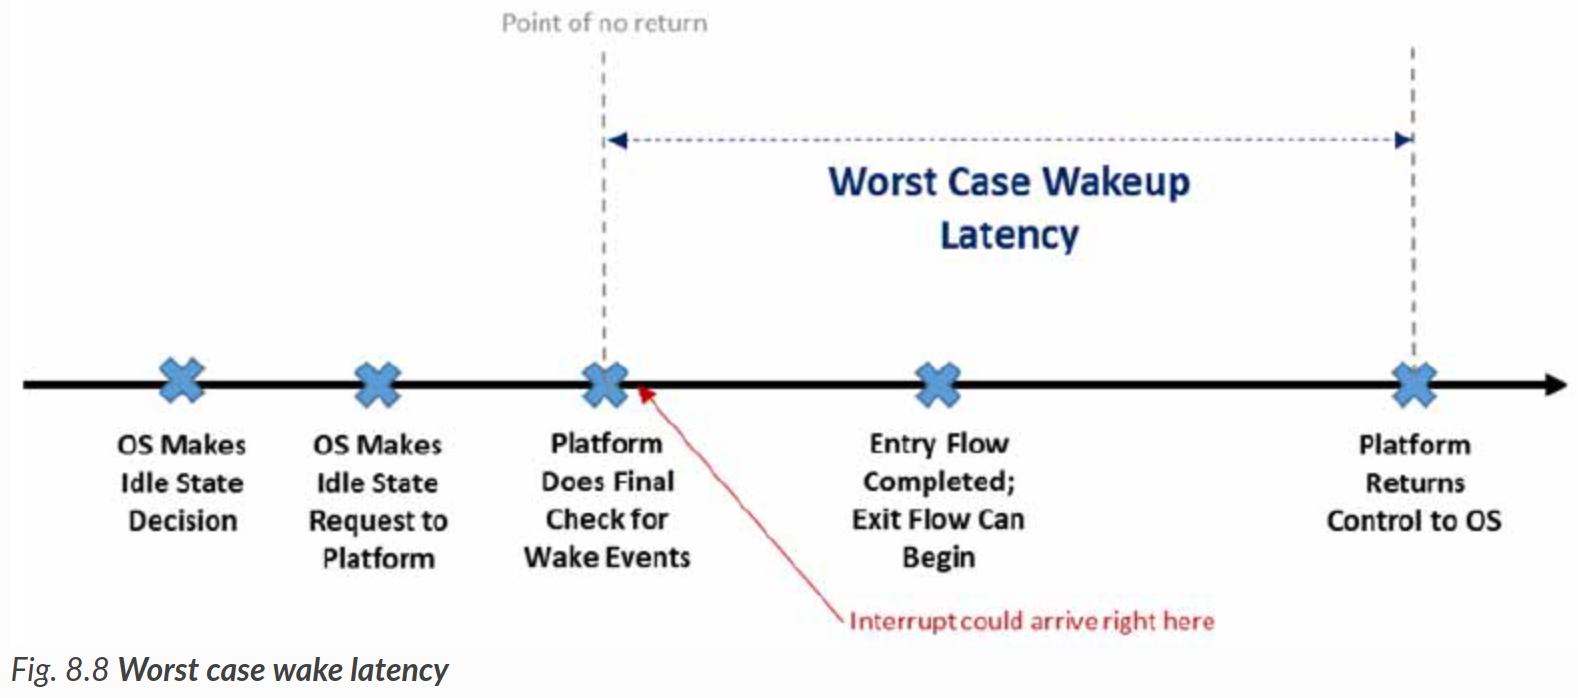 Point of no return
Worst Case Wakeup
Latency
OS Makes
Idle State
Decision
OS Makes
Idle State
Request to
Platform
Platform
Does Final
Check for
Wake Events
Entry Flow
Completed;
Exit Flow Can
Begin
Platform
Returns
Control to OS
Interrupt could arrive right here
Fig. 8.8 Worst case wake latency